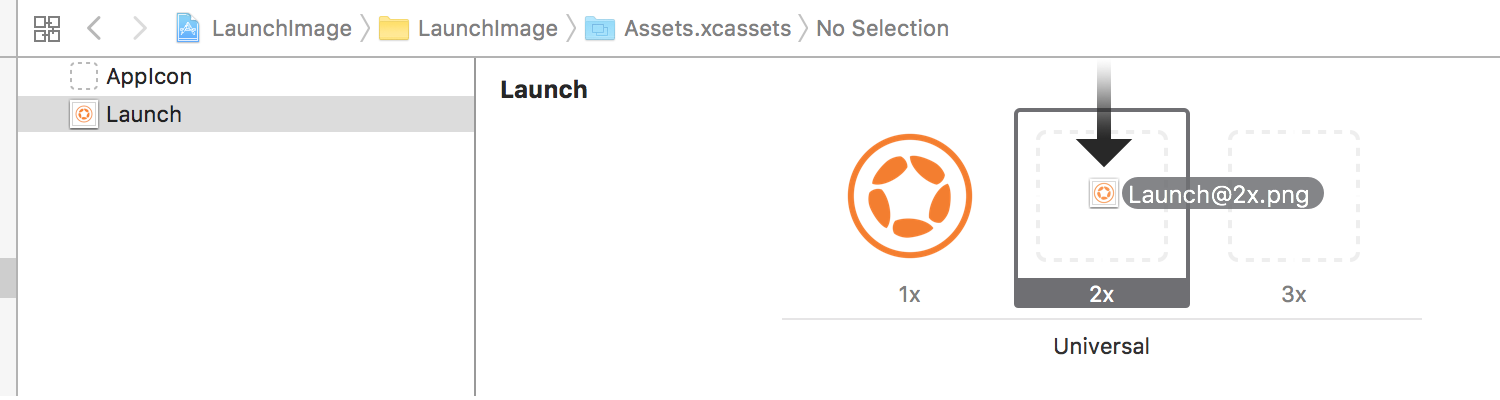 LaunchImage LaunchImage Assets.xcassets No Selection
AppIcon
Launch
Launch
Launch@2x.png
1x 2x 3x
Universal